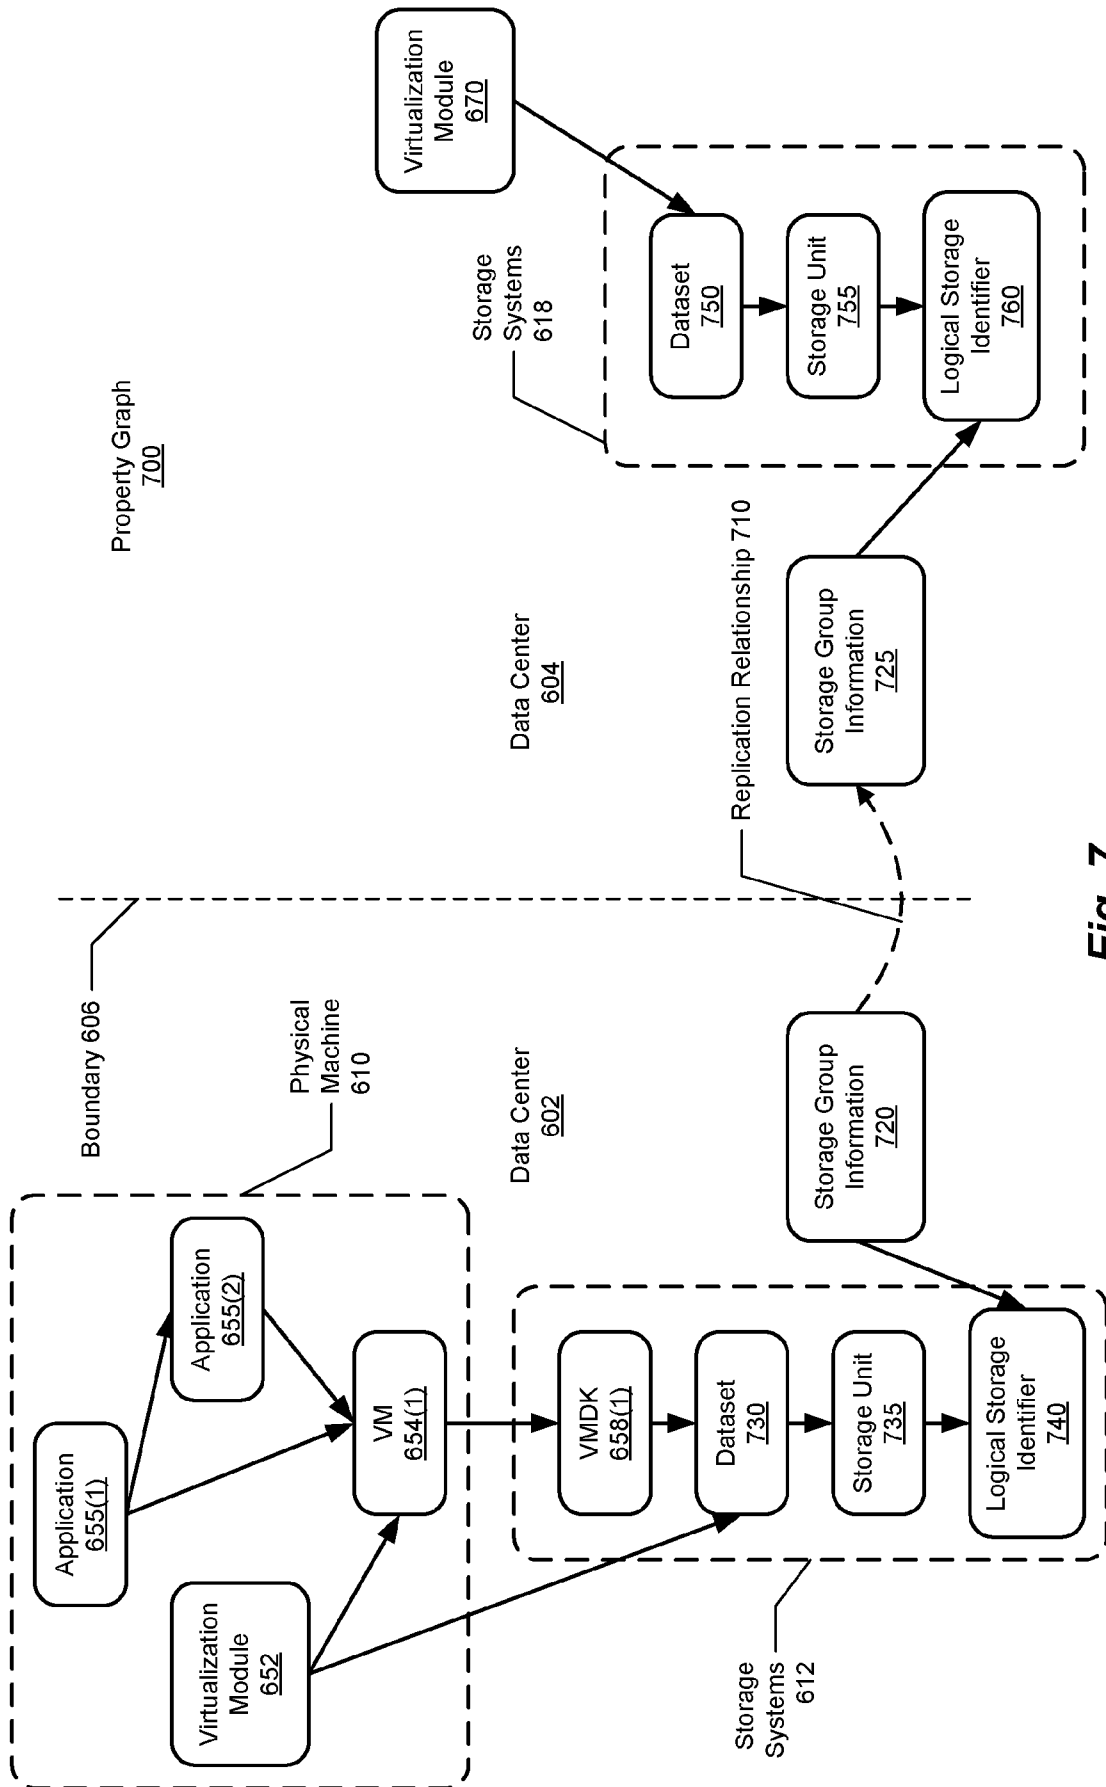 Property Graph
700
Boundary 606
Physical
Machine
610
Application
655(1)
Application
655(2)
Virtualization
Module
652
VM
654(1)
Data Center
602
Data Center
604
Storage
Systems
612
VMDK
658(1)
Dataset
730
Storage Unit
735
Logical Storage
Identifier
740
Storage Group
Information
720
Replication Relationship 710
Storage Group
Information
725
Storage
Systems
618
Virtualization
Module
670
Dataset
750
Storage Unit
755
Logical Storage
Identifier
760
Fig. 7